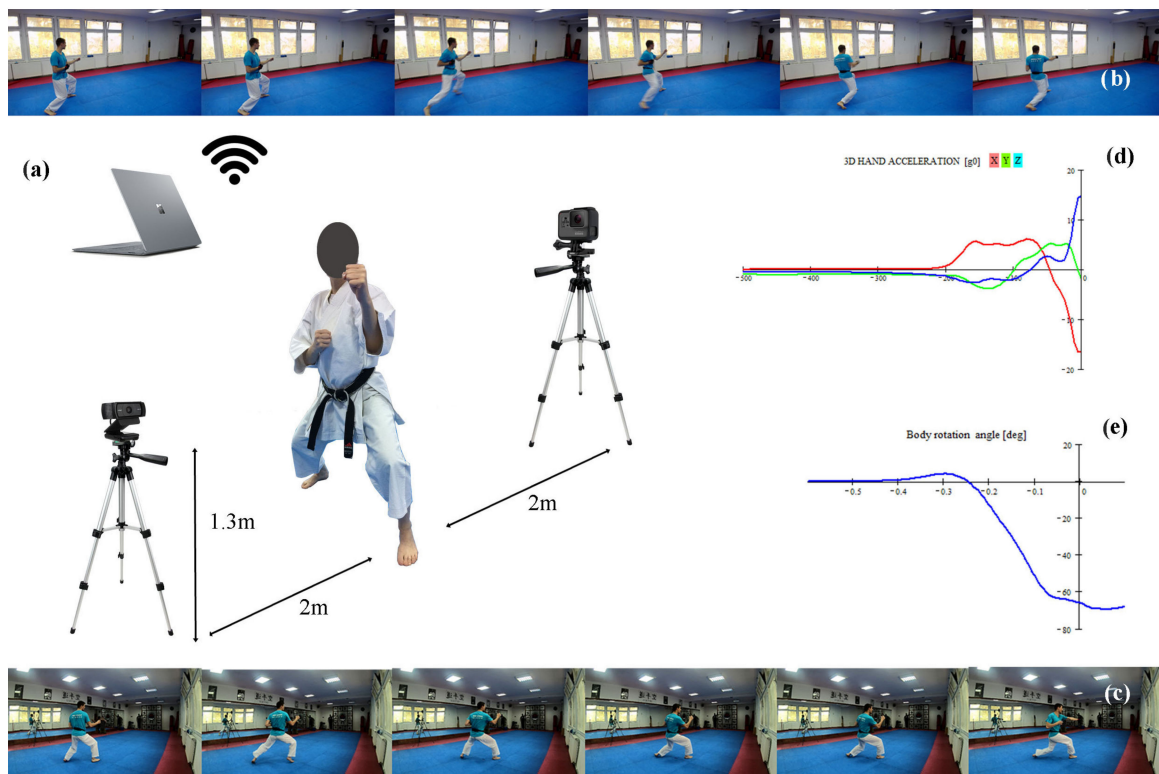 (b)
(a)
(d)
3D HAND ACCELERATION [g0] X Y Z
20
10
-500 -400 -300 -200 -100 0
-10
-20
(e)
Body rotation angle [deg]
20
-0.5 -0.4 -0.3 -0.2 -0.1 0
-20
-40
-60
-80
1.3m
2m
2m
(c)